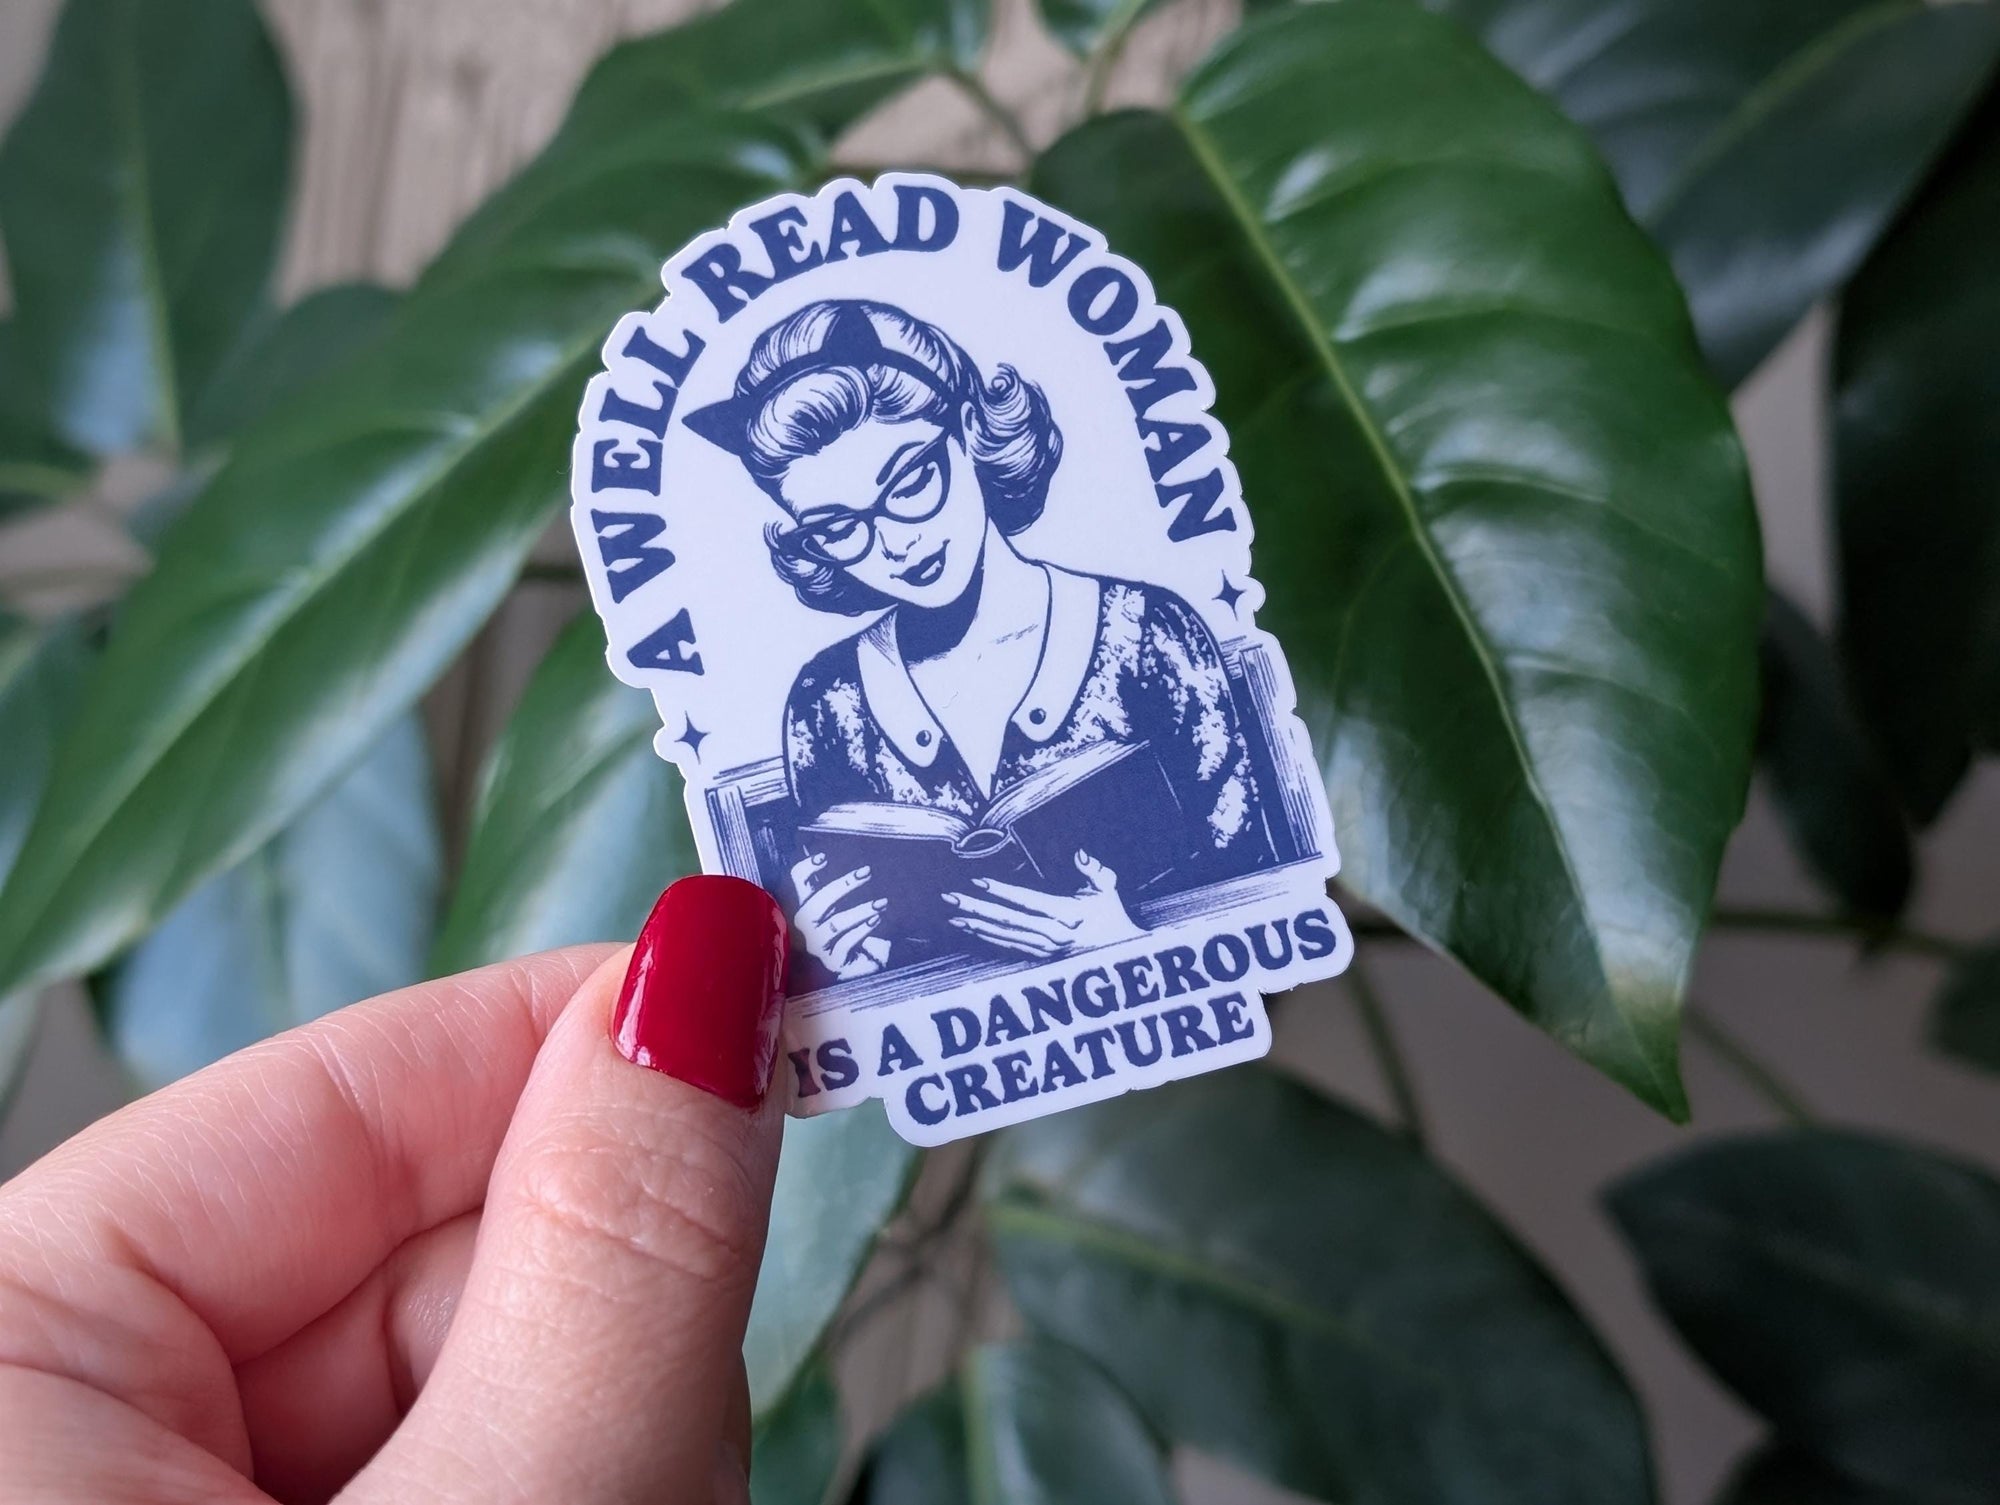 A WELL READ WOMAN
IS A DANGEROUS
CREATURE